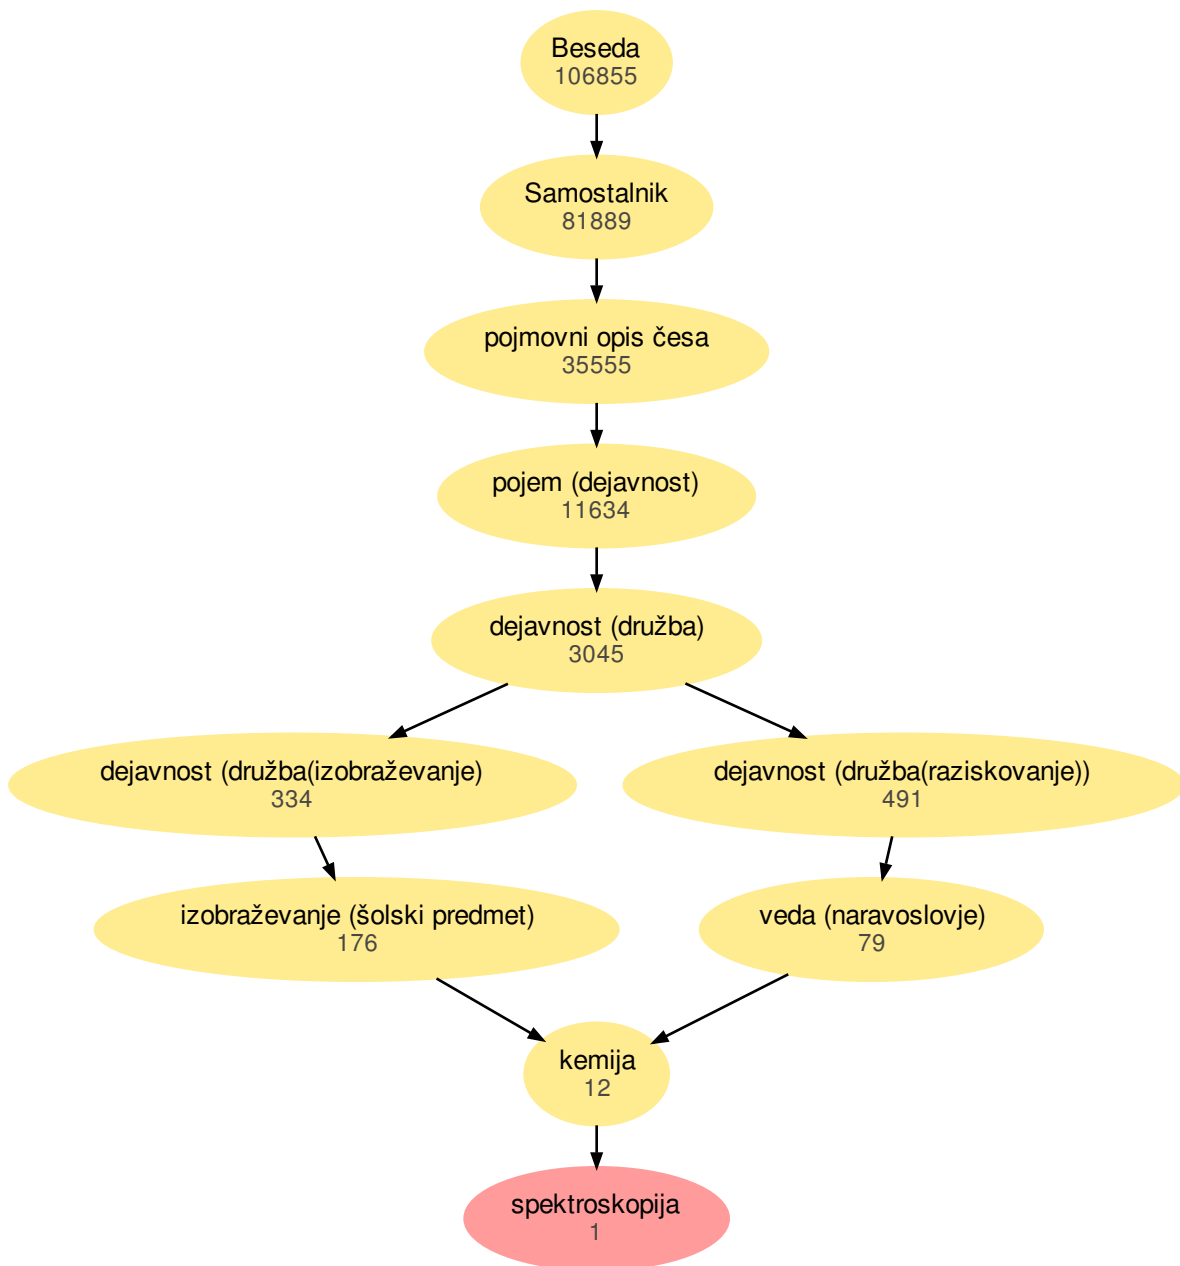 Beseda
106855
Samostalnik
81889
pojmovni opis česa
35555
pojem (dejavnost)
11634
dejavnost (družba)
3045
dejavnost (družba(izobraževanje)
334
dejavnost (družba(raziskovanje))
491
izobraževanje (šolski predmet)
176
veda (naravoslovje)
79
kemija
12
spektroskopija
1